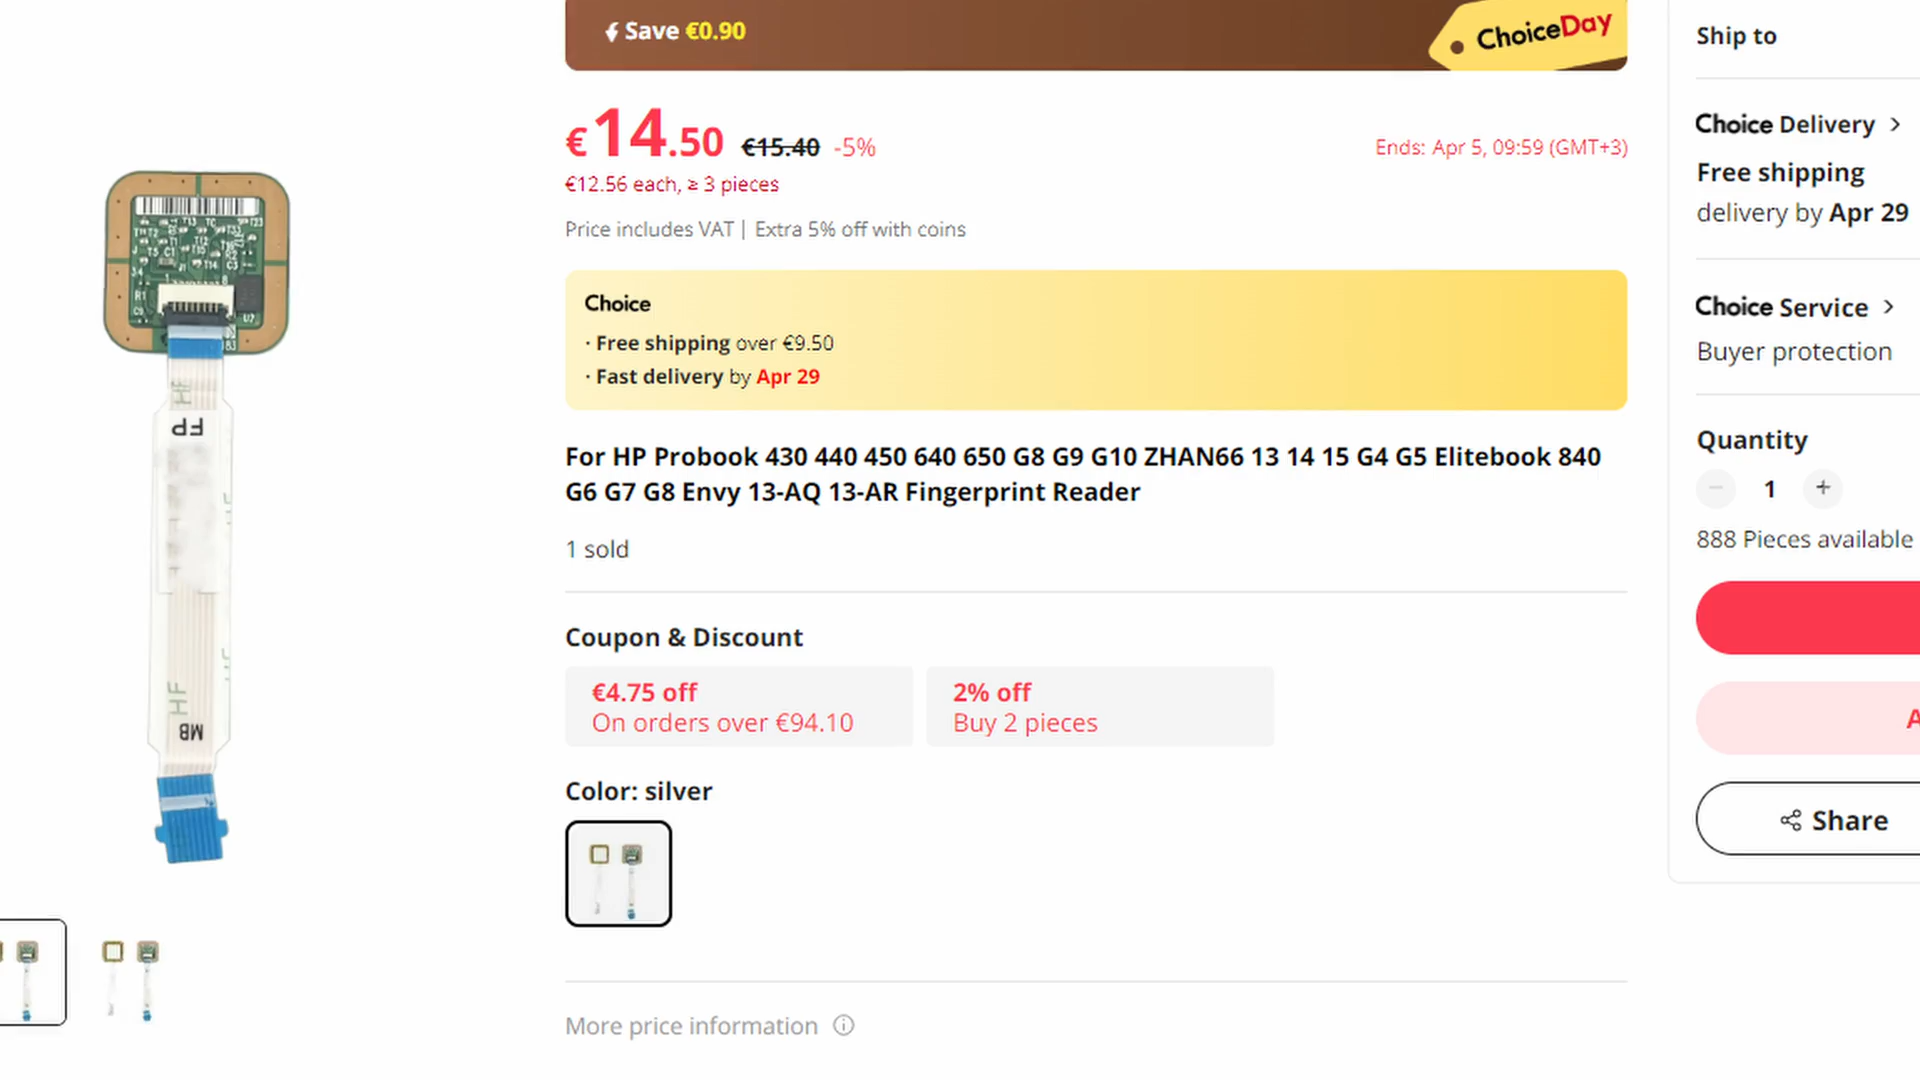 Save €0.90
ChoiceDay
€14.50 €15.40 -5%
Ends: Apr 5, 09:59 (GMT+3)
€12.56 each, ≥ 3 pieces
Price includes VAT | Extra 5% off with coins
Choice
· Free shipping over €9.50
· Fast delivery by Apr 29
For HP Probook 430 440 450 640 650 G8 G9 G10 ZHAN66 13 14 15 G4 G5 Elitebook 840
G6 G7 G8 Envy 13-AQ 13-AR Fingerprint Reader
1 sold
Coupon & Discount
€4.75 off
On orders over €94.10
2% off
Buy 2 pieces
Color: silver
More price information
Ship to
Choice Delivery
Free shipping
delivery by Apr 29
Choice Service
Buyer protection
Quantity
1
888 Pieces available
A
Share
FP
HF
MB